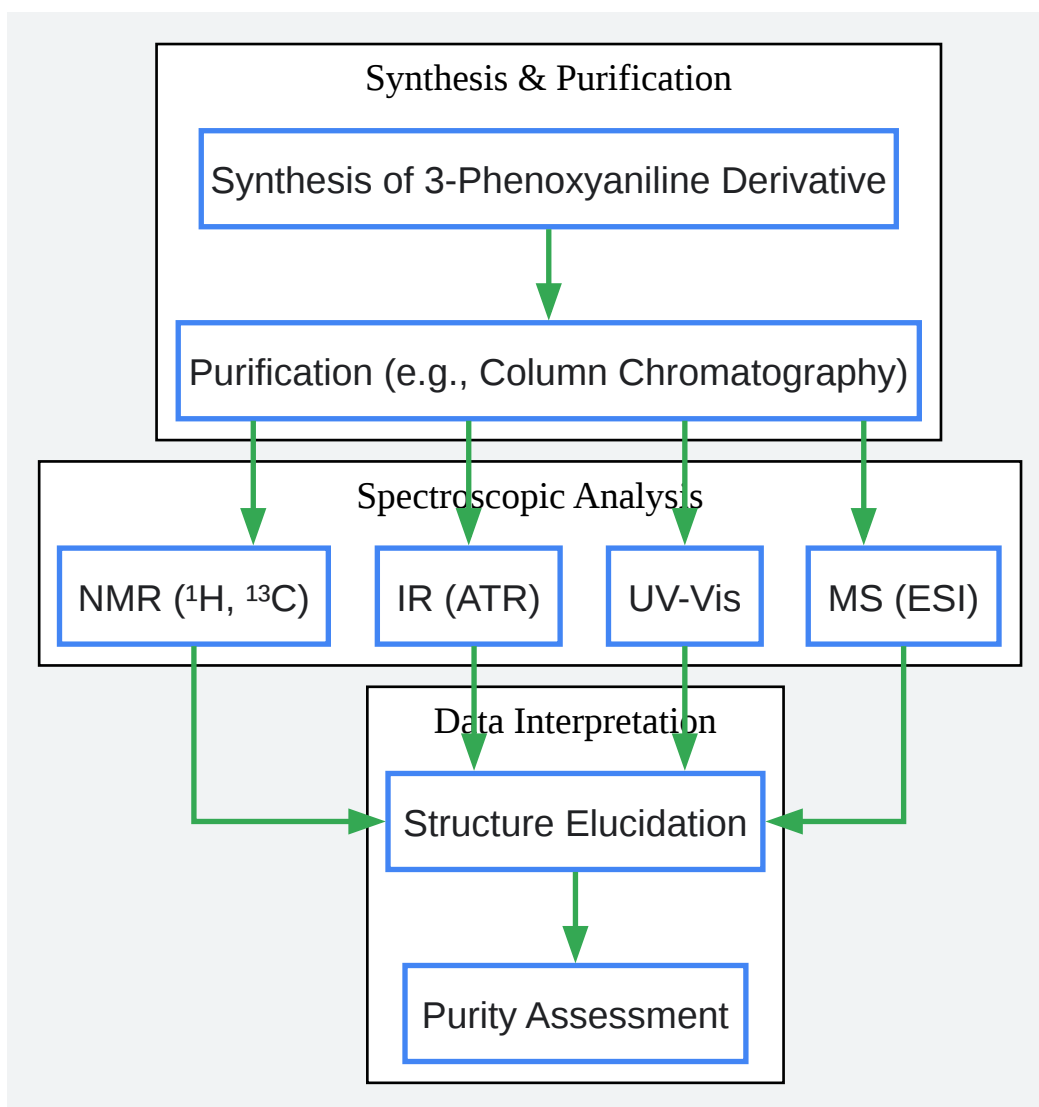 Synthesis & Purification
Synthesis of 3-Phenoxyaniline Derivative
Purification (e.g., Column Chromatography)
Spectroscopic Analysis
NMR (¹H, ¹³C)
IR (ATR)
UV-Vis
MS (ESI)
Data Interpretation
Structure Elucidation
Purity Assessment